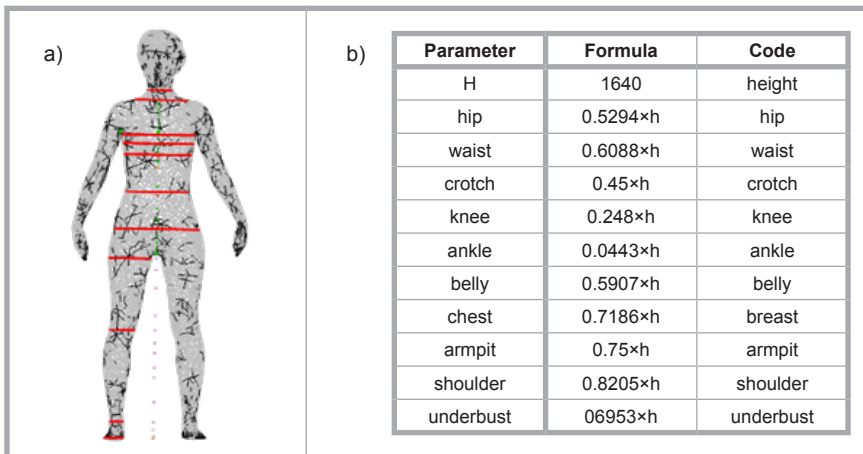 a)
b)
Parameter Formula Code
H 1640 height
hip 0.5294×h hip
waist 0.6088×h waist
crotch 0.45×h crotch
knee 0.248×h knee
ankle 0.0443×h ankle
belly 0.5907×h belly
chest 0.7186×h breast
armpit 0.75×h armpit
shoulder 0.8205×h shoulder
underbust 06953×h underbust